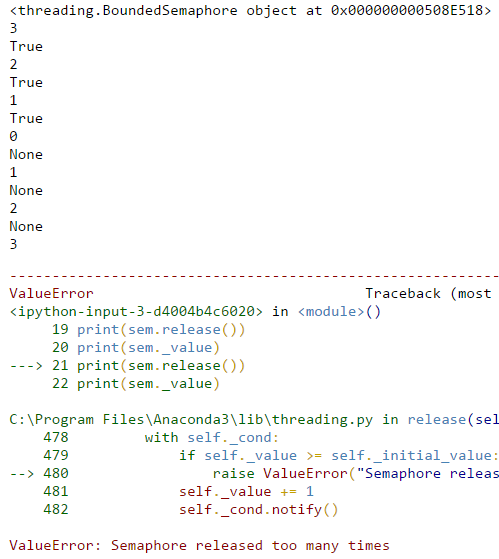 <threading.BoundedSemaphore object at 0x000000000508E518>
3
True
2
True
1
True
0
None
1
None
2
None
3
---------------------------------------------------------------------------
ValueError                                Traceback (most
<ipython-input-3-d4004b4c6020> in <module>()
     19 print(sem.release())
     20 print(sem._value)
---> 21 print(sem.release())
     22 print(sem._value)
C:\Program Files\Anaconda3\lib\threading.py in release(sel
    478         with self._cond:
    479             if self._value >= self._initial_value:
--> 480                 raise ValueError("Semaphore releas
    481             self._value += 1
    482             self._cond.notify()
ValueError: Semaphore released too many times